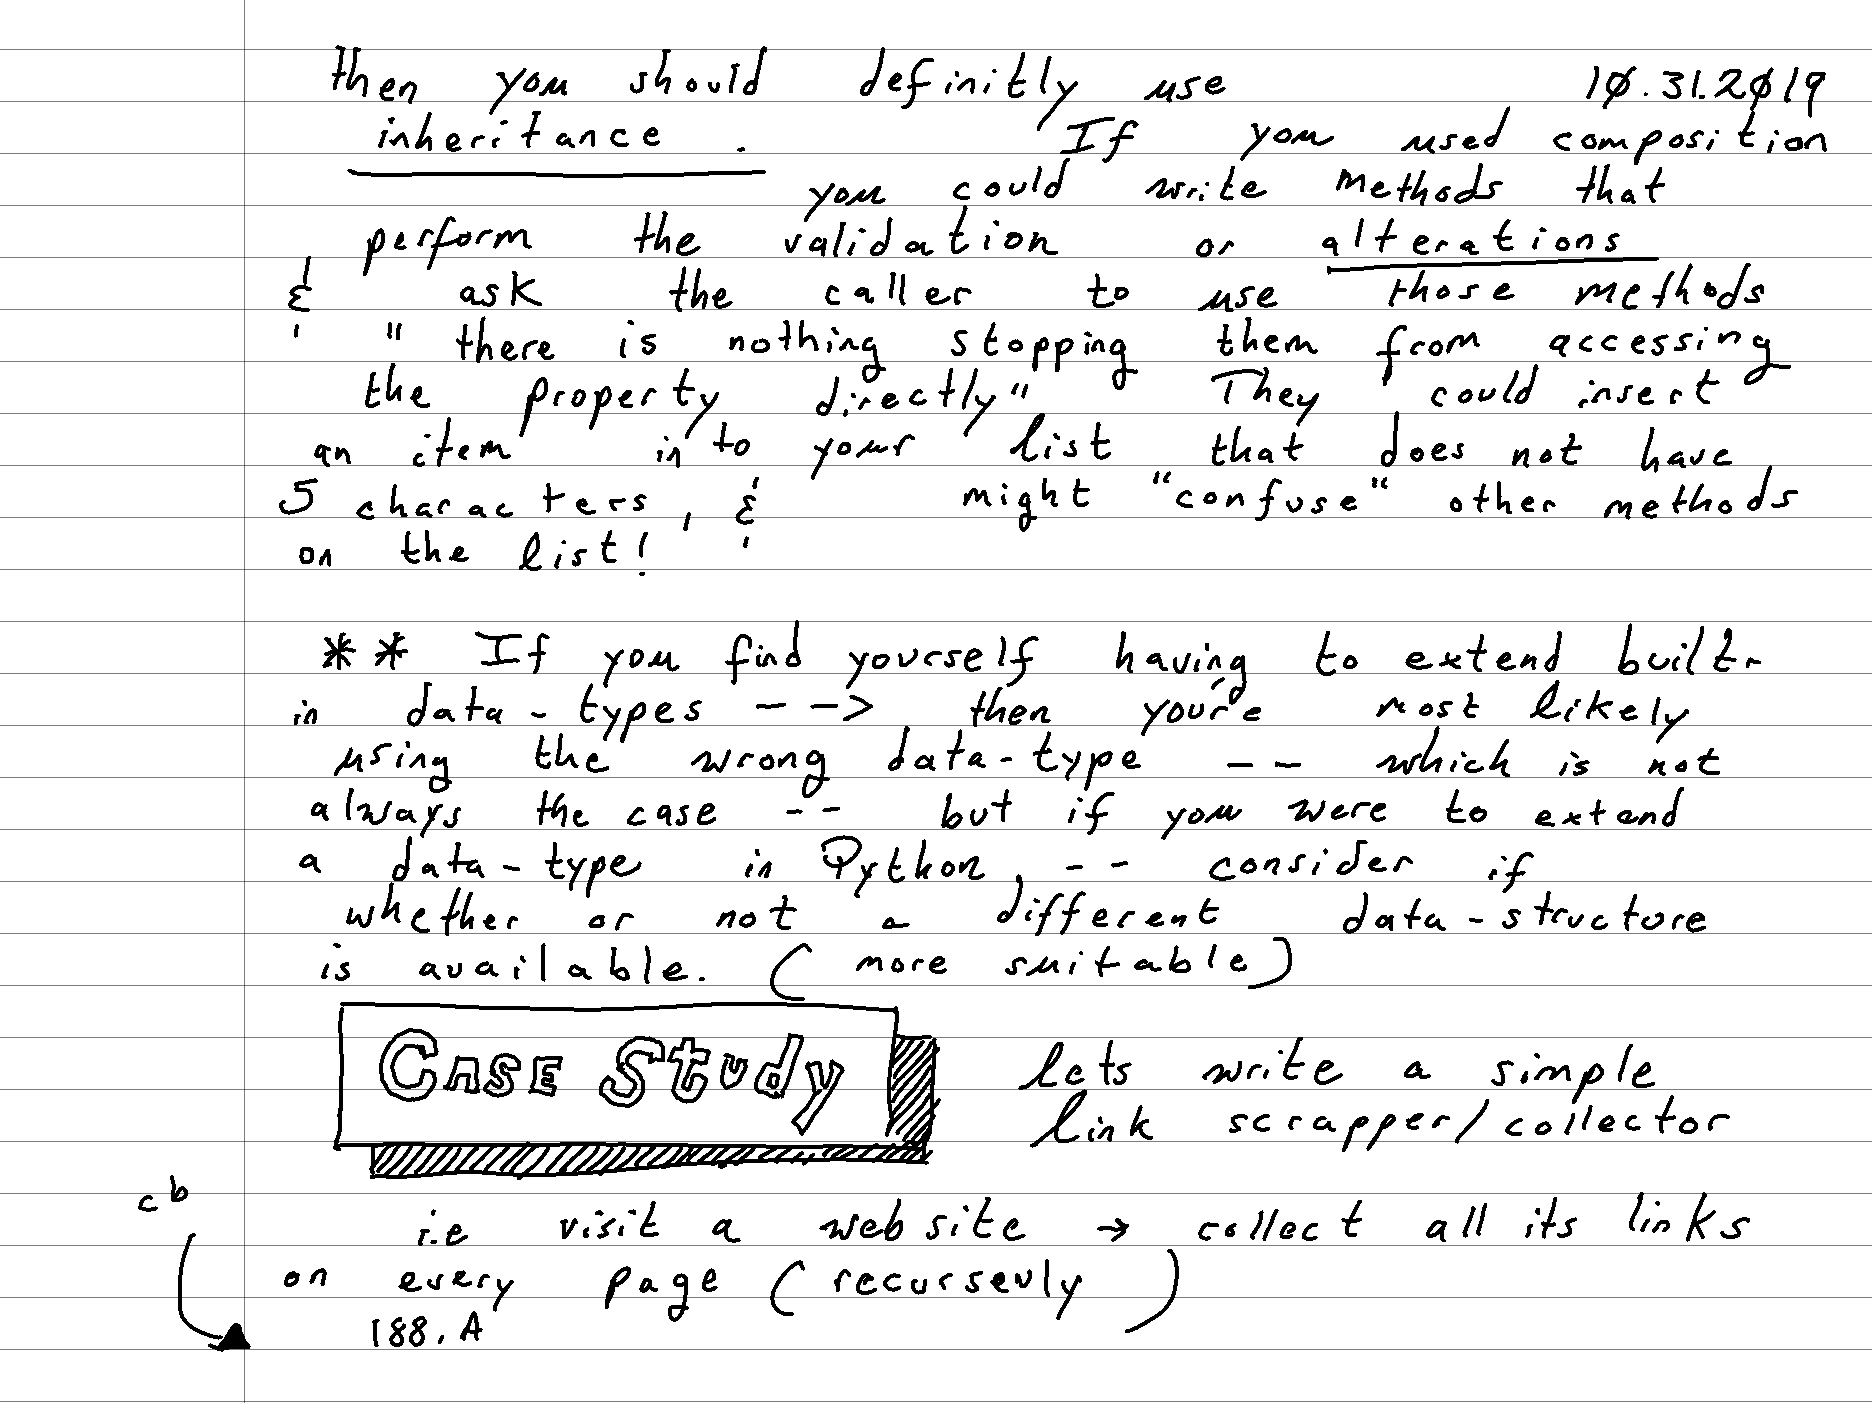 then you should definitly use 10.31.2019
inheritance . If you used composition
you could write methods that
perform the validation or alterations
& ask the caller to use those methods
" there is nothing stopping them from accessing
the property directly" They could insert
an item in to your list that does not have
5 characters, & might "confuse" other methods
on the list!
** If you find yourself having to extend built-
in data-types --> then your'e most likely
using the wrong data-type -- which is not
always the case -- but if you were to extend
a data-type in Python, -- consider if
whether or not a different data-structure
is available. (more suitable)
CASE STUdy lets write a simple
link scrapper/collector
cb
i.e visit a website → collect all its links
on every page (recursevly)
188.A